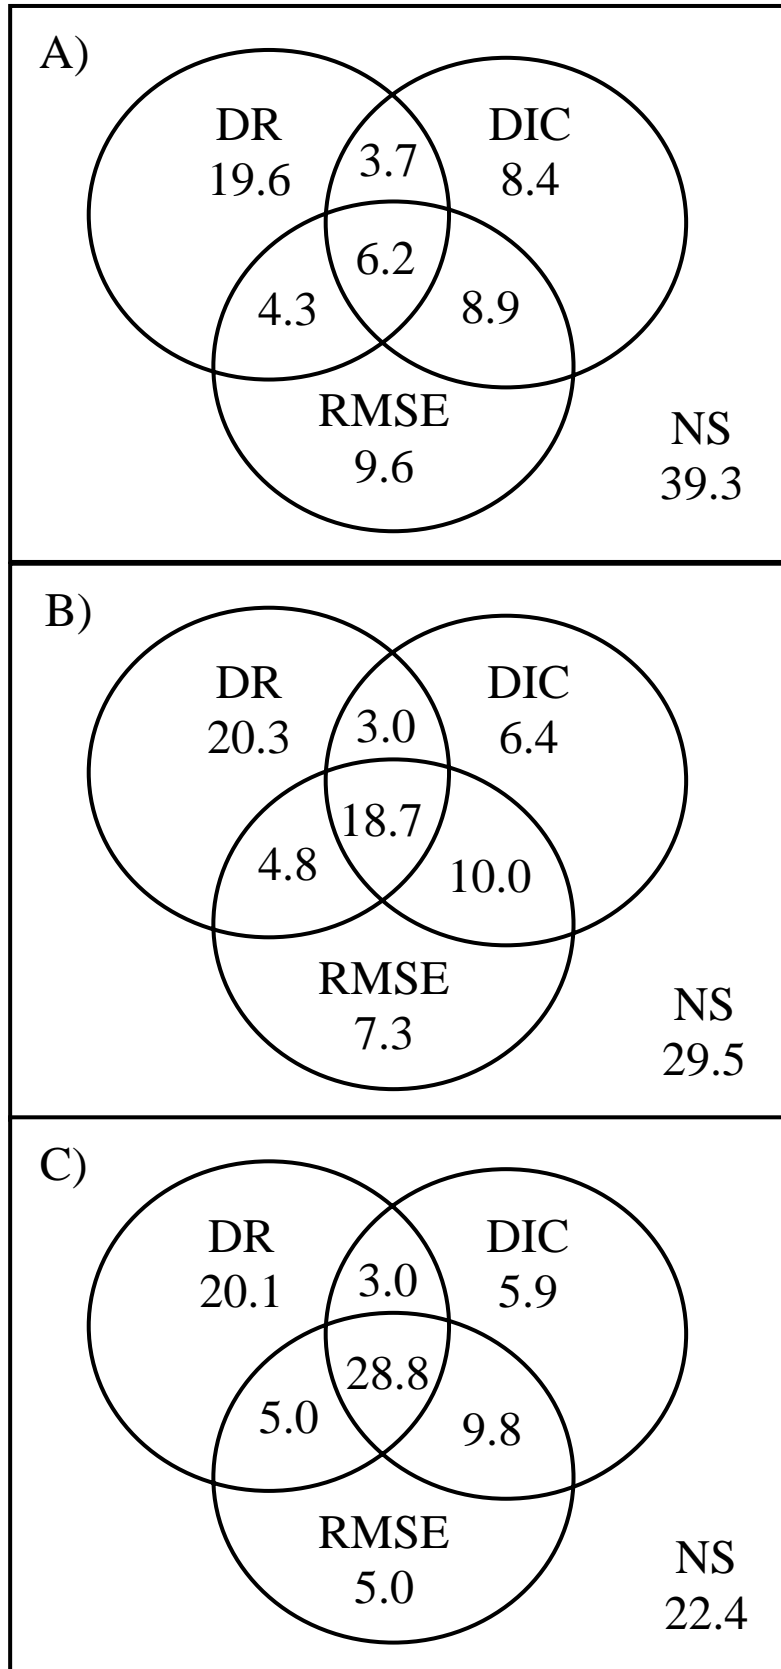 A)
DR
19.6
3.7
DIC
8.4
6.2
4.3
8.9
RMSE
9.6
NS
39.3
B)
DR
20.3
3.0
DIC
6.4
18.7
4.8
10.0
RMSE
7.3
NS
29.5
C)
DR
20.1
3.0
DIC
5.9
28.8
5.0
9.8
RMSE
5.0
NS
22.4